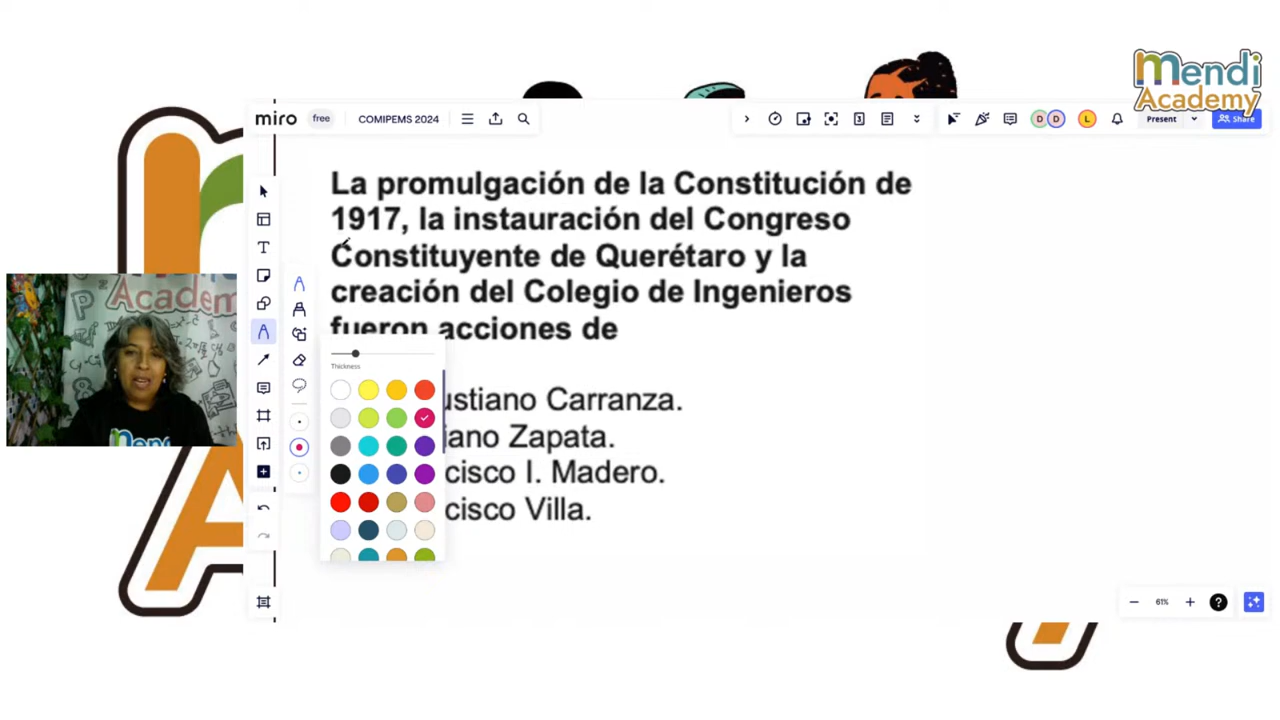 mendi
Academy
miro free COMIPEMS 2024
D D L Present Share
La promulgación de la Constitución de
1917, la instauración del Congreso
Constituyente de Querétaro y la
creación del Colegio de Ingenieros
fueron acciones de
Thickness
ustiano Carranza.
iano Zapata.
cisco I. Madero.
cisco Villa.
Academy
Mendi
61%